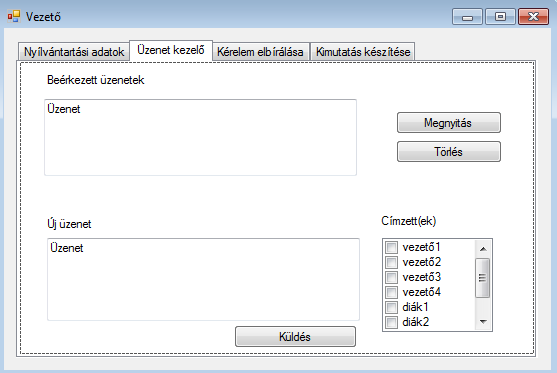 Vezető
Nyílvántartási adatok
Üzenet kezelő
Kérelem elbírálása
Kimutatás készítése
Beérkezett üzenetek
Üzenet
Megnyitás
Törlés
Új üzenet
Címzett(ek)
Üzenet
vezető1
vezető2
vezető3
vezető4
diák1
diák2
Küldés